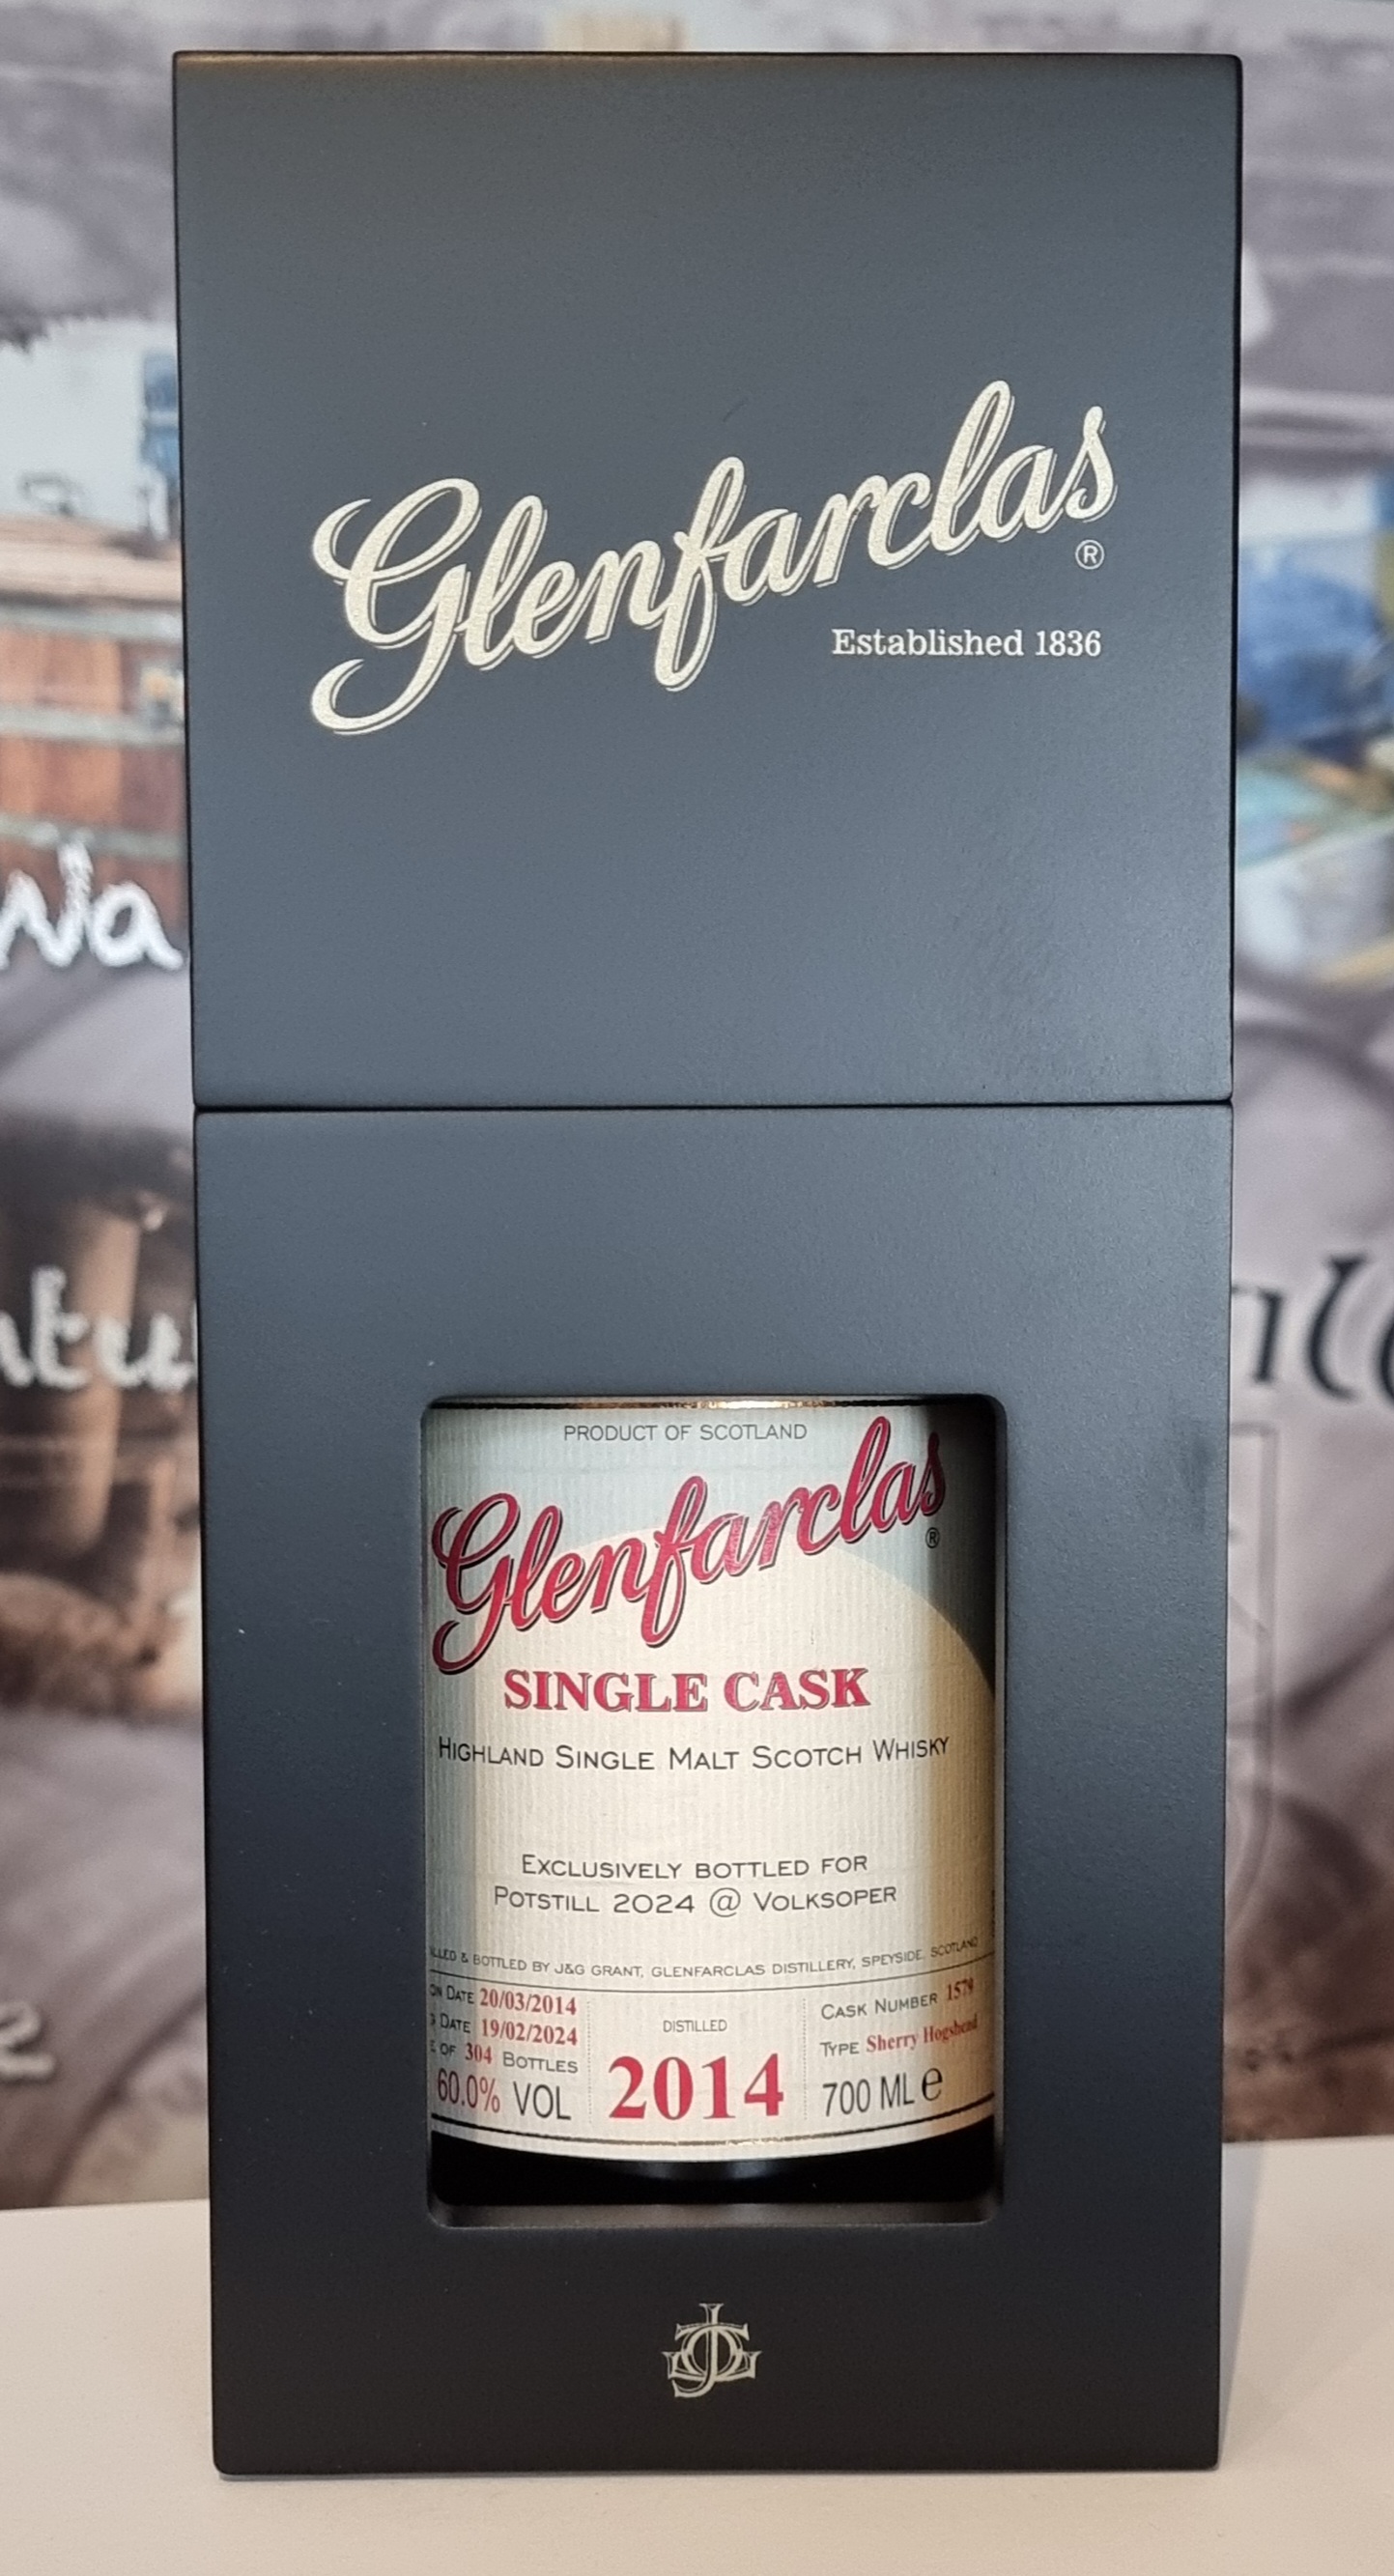 Glenfarclas®
Established 1836
PRODUCT OF SCOTLAND
Glenfarclas®
SINGLE CASK
HIGHLAND SINGLE MALT SCOTCH WHISKY
EXCLUSIVELY BOTTLED FOR
POTSTILL 2024 @ VOLKSOPER
& BOTTLED BY J&G GRANT, GLENFARCLAS DISTILLERY, SPEYSIDE, SCOTLAND
DATE 20/03/2014
DATE 19/02/2024
OF 304 BOTTLES
60.0% VOL
DISTILLED
2014
CASK NUMBER 1579
TYPE Sherry Hogshead
700 ML e